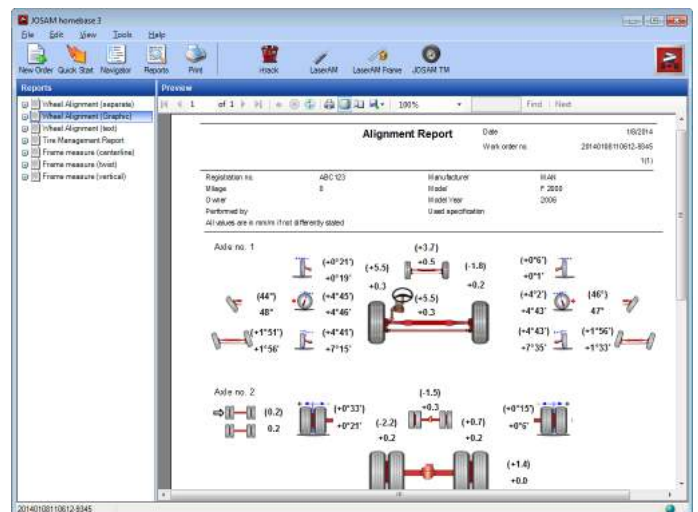 JOSAM homebase 3
File Edit View Tools Help
New Order Quick Start Navigator Reports Print i-track LaserAM LaserAM Frame JOSAM TM
Reports
Preview
Wheel Alignment (separate)
Wheel Alignment (Graphic)
Wheel Alignment (text)
Tire Management Report
Frame measure (centerline)
Frame measure (twist)
Frame measure (vertical)
1 of 1 100% Find | Next
Alignment Report
Date 1/8/2014
Work order no. 20140108110612-9345
1(1)
Registration no. ABC123 Manufacturer MAN
Milage 0 Model F 2000
Owner Model Year 2006
Performed by Used specification
All values are in mm/m if not differently stated
Axle no. 1
(+3.7)
(+0°21') +0.5 (+0°6')
(+5.5) (-1.8)
+0°19' +0°1'
+0.3 +0.2
(44°) (+4°45') (+5.5) (+4°2') (46°)
48° +4°46' +0.3 +4°43' 47°
(+1°51') (+4°41') (+4°43') (+1°56')
+1°56' +7°15' +7°35' +1°33'
Axle no. 2
(-1.5)
(0.2) (+0°33') +0.3 (+0°15')
0.2 +0°21' (-2.2) (+0.7) +0°6'
+0.2 +0.2
(+1.4)
+0.0
20140108110612-9345